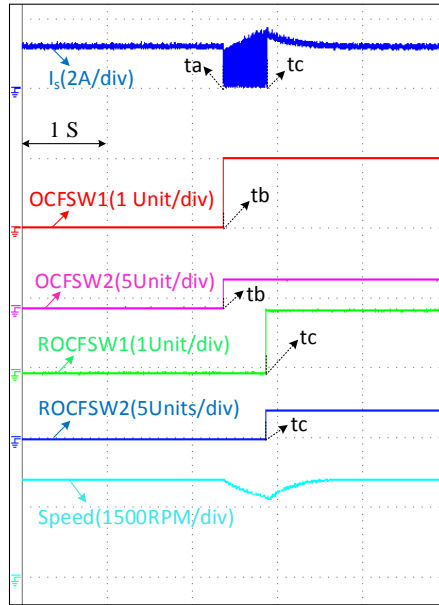 ta
tc
Is(2A/div)
1 S
OCFSW1(1 Unit/div)
tb
OCFSW2(5Unit/div)
tb
ROCFSW1(1Unit/div)
tc
ROCFSW2(5Units/div)
tc
Speed(1500RPM/div)